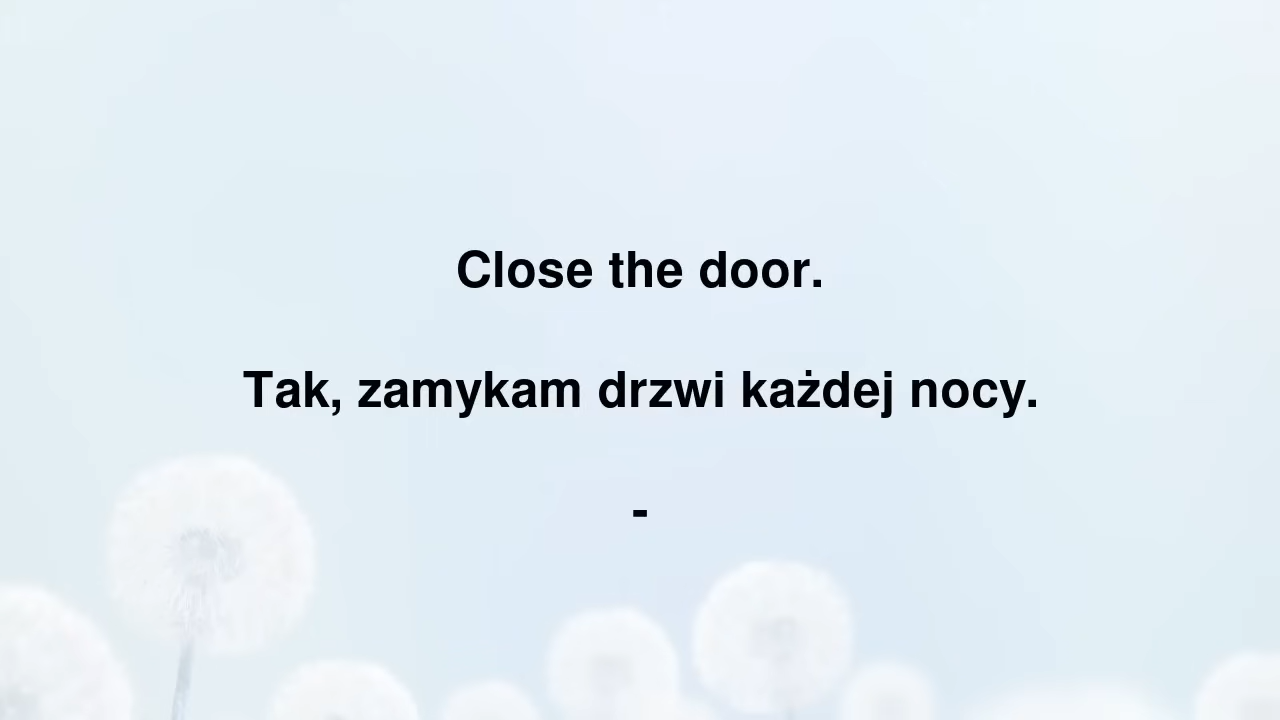 Close the door.
Tak, zamykam drzwi każdej nocy.
-